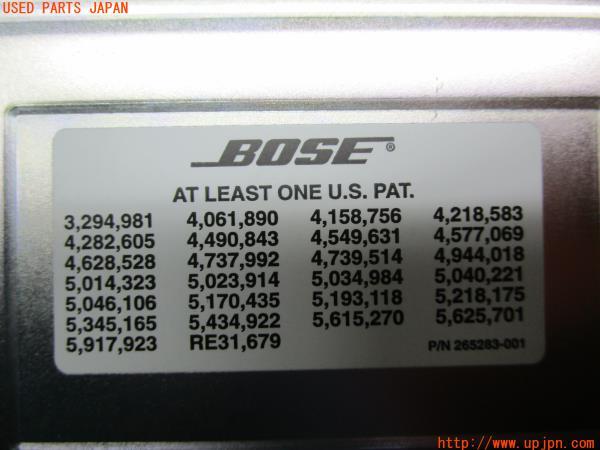 USED PARTS JAPAN
BOSE®
AT LEAST ONE U.S. PAT.
3,294,981 4,061,890 4,158,756 4,218,583
4,282,605 4,490,843 4,549,631 4,577,069
4,628,528 4,737,992 4,739,514 4,944,018
5,014,323 5,023,914 5,034,984 5,040,221
5,046,106 5,170,435 5,193,118 5,218,175
5,345,165 5,434,922 5,615,270 5,625,701
5,917,923 RE31,679 P/N 265283-001
http://www.upjpn.com